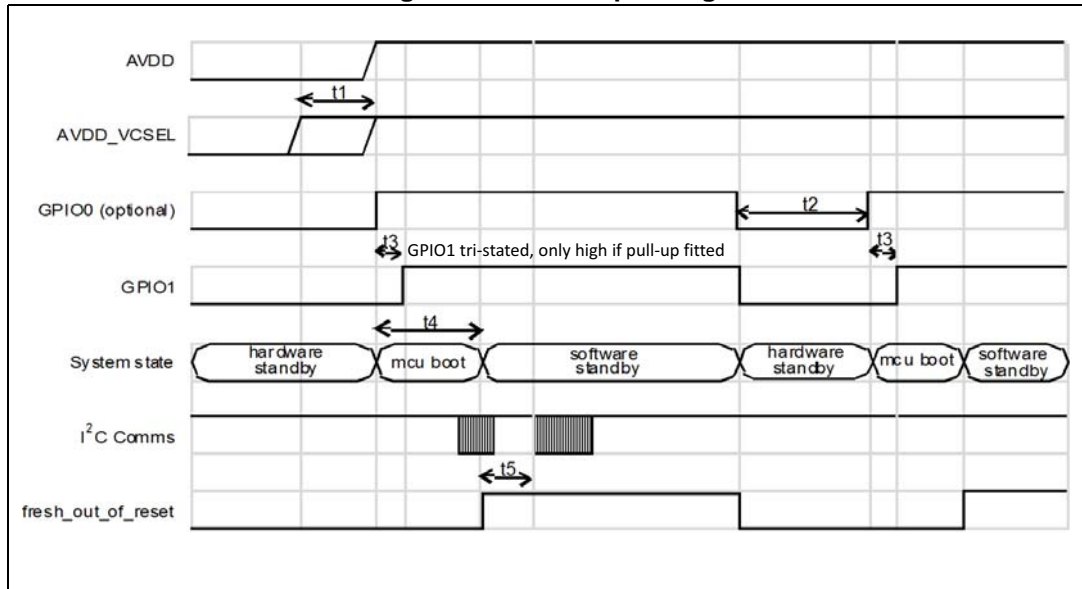 AVDD
t1
AVDD_VCSEL
GPIO0 (optional)
t2
t3
GPIO1 tri-stated, only high if pull-up fitted
t3
GPIO1
t4
System state
hardware
standby
mcu boot
software
standby
hardware
standby
mcu boot
software
standby
I²C Comms
t5
fresh_out_of_reset